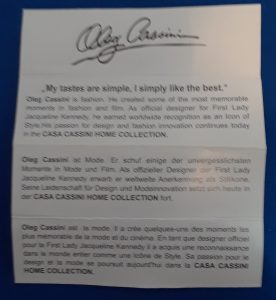 Oleg Cassini
„My tastes are simple, I simply like the best."
Oleg Cassini is fashion. He created some of the most memorable
moments in fashion and film. As official designer for First Lady
Jacqueline Kennedy, he earned worldwide recognition as an Icon of
Style.His passion for design and fashion innovation continues today
in the CASA CASSINI HOME COLLECTION.
Oleg Cassini ist Mode. Er schuf einige der unvergesslichsten
Momente in Mode und Film. Als offizieller Designer der First Lady
Jacqueline Kennedy erwarb er weltweite Anerkennung als Stilikone.
Seine Leidenschaft für Design und Modeinnovation setzt sich heute in
der CASA CASSINI HOME COLLECTION fort.
Oleg Cassini est la mode. Il a crée quelques-uns des moments les
plus mémorable de la mode et du cinéma. En tant que designer officiel
pour la First Lady Jacqueline Kennedy il a acquis une reconnaissance
dans le monde enter comme une Icône de Style. Sa passion pour le
design et la mode se poursuit aujourd'hui dans la CASA CASSINI
HOME COLLECTION.